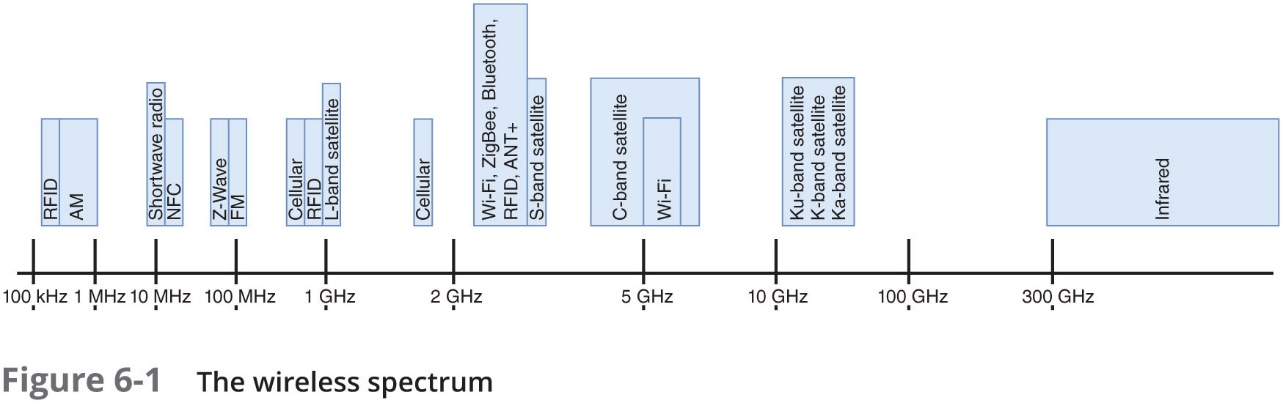 RFID
AM
Shortwave radio
NFC
Z-Wave
FM
Cellular
RFID
L-band satellite
Cellular
Wi-Fi, ZigBee, Bluetooth,
RFID, ANT+
S-band satellite
C-band satellite
Wi-Fi
Ku-band satellite
K-band satellite
Ka-band satellite
Infrared
100 kHz 1 MHz 10 MHz 100 MHz 1 GHz 2 GHz 5 GHz 10 GHz 100 GHz 300 GHz
Figure 6-1 The wireless spectrum